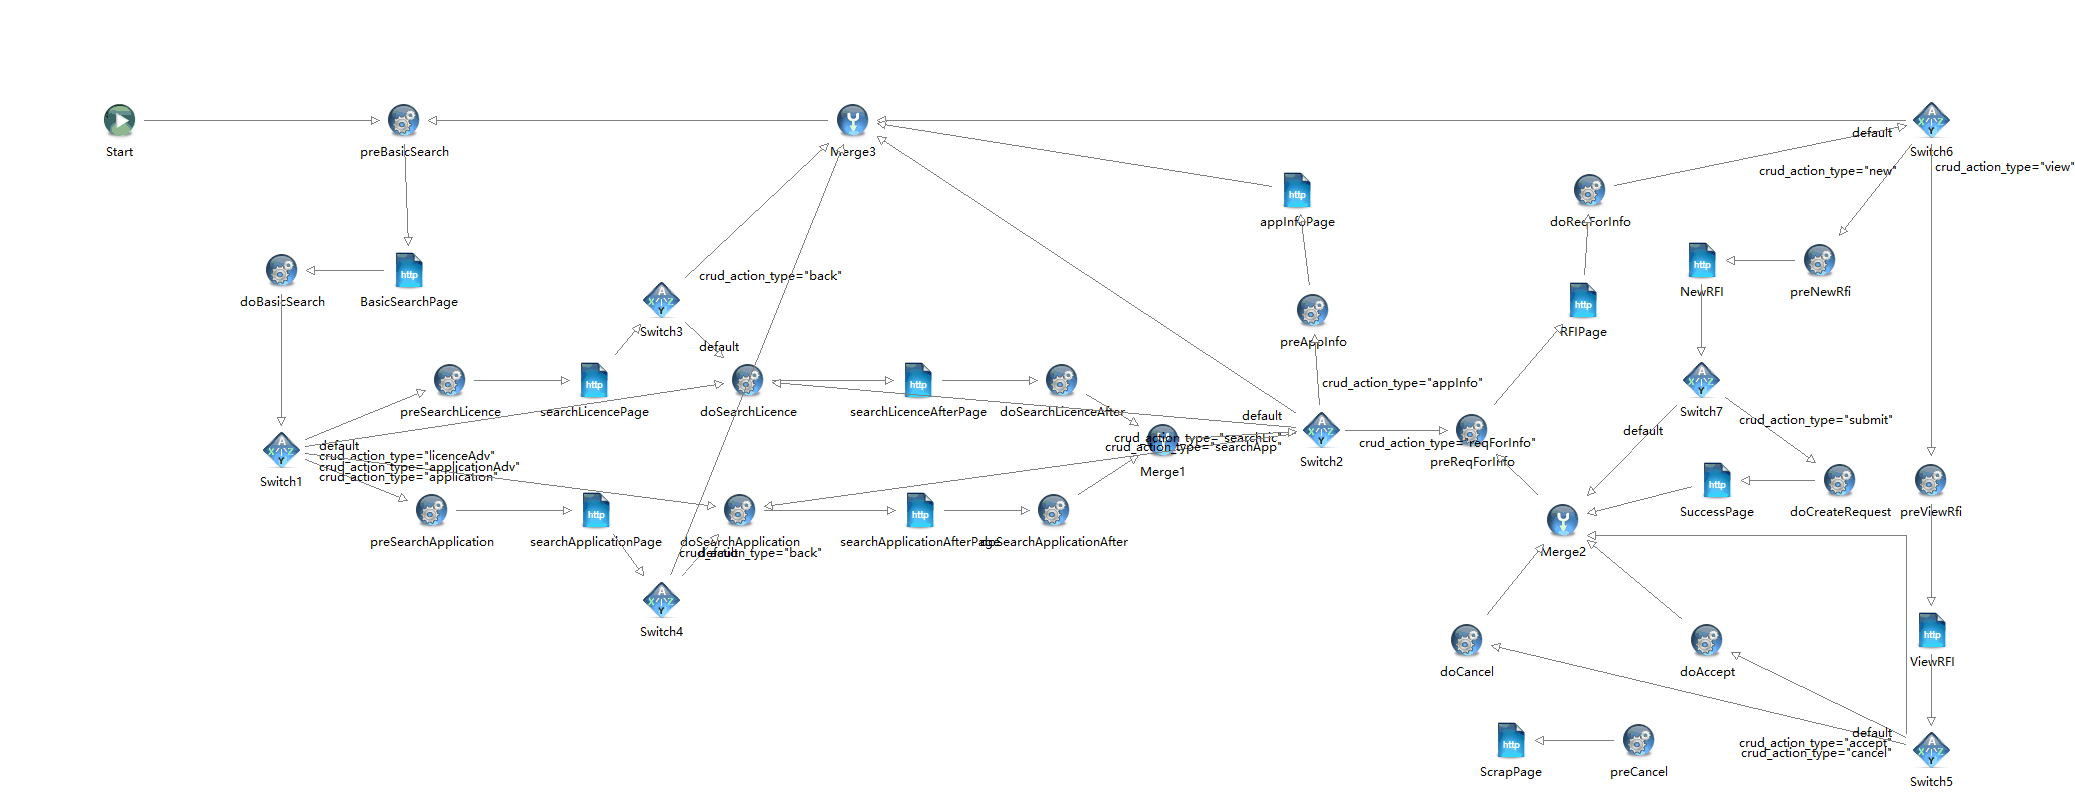 Start
preBasicSearch
Merge3
default
Switch6
crud_action_type="view"
crud_action_type="new"
appInfoPage
doReqForInfo
crud_action_type="back"
doBasicSearch
BasicSearchPage
NewRFI
preNewRfi
Switch3
default
preAppInfo
RFIPage
crud_action_type="appInfo"
preSearchLicence
searchLicencePage
doSearchLicence
searchLicenceAfterPage
doSearchLicenceAfter
default
Switch7
crud_action_type="submit"
default
crud_action_type="searchLic"
crud_action_type="searchApp"
crud_action_type="reqForInfo"
default
crud_action_type="licenceAdv"
crud_action_type="applicationAdv"
crud_action_type="application"
Switch1
Merge1
Switch2
preReqForInfo
SuccessPage
doCreateRequest
preViewRfi
preSearchApplication
searchApplicationPage
doSearchApplication
searchApplicationAfterPage
doSearchApplicationAfter
default
crud_action_type="back"
Merge2
Switch4
doCancel
doAccept
ViewRFI
default
crud_action_type="accept"
crud_action_type="cancel"
ScrapPage
preCancel
Switch5